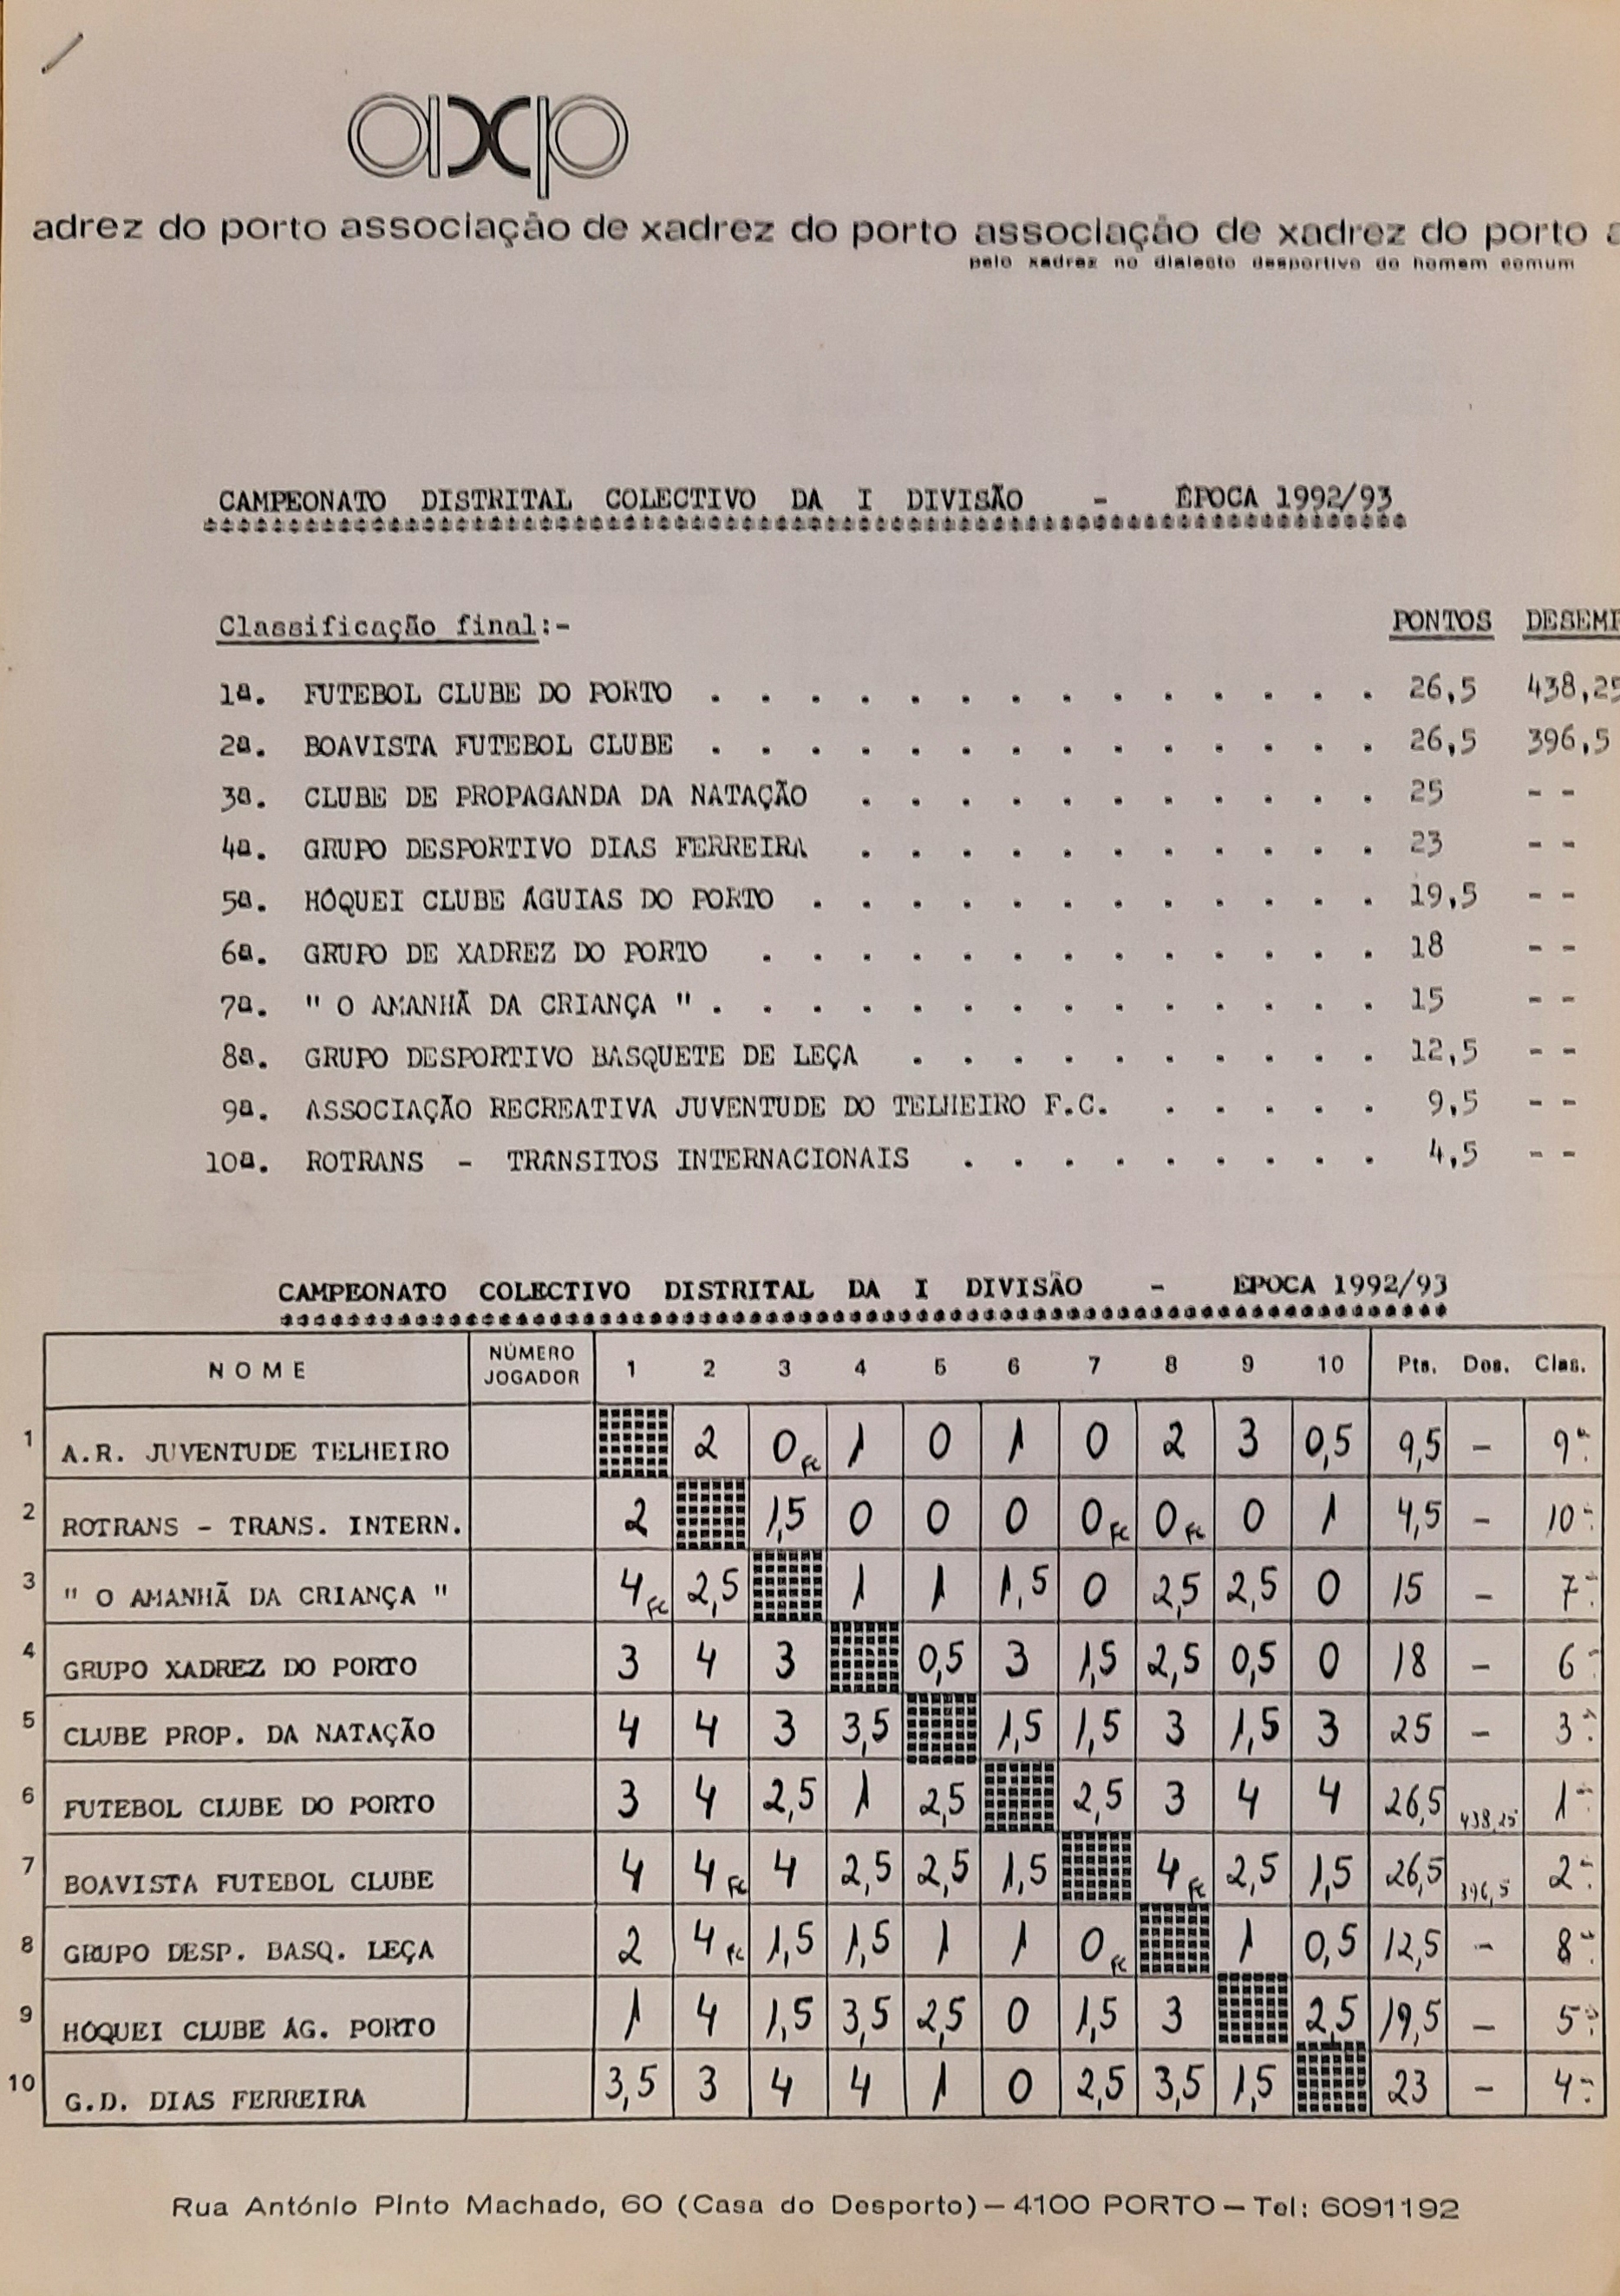 axp
adrez do porto associação de xadrez do porto associação de xadrez do porto a
pelo xadrez no dialecto desportivo do homem comum
CAMPEONATO DISTRITAL COLECTIVO DA I DIVISÃO - ÉPOCA 1992/93
Classificação final:- PONTOS DESEMP
1ª. FUTEBOL CLUBE DO PORTO . . . . . . . . . . . . . . 26,5 438,25
2ª. BOAVISTA FUTEBOL CLUBE . . . . . . . . . . . . . . 26,5 396,5
3ª. CLUBE DE PROPAGANDA DA NATAÇÃO . . . . . . . . . . . 25 - -
4ª. GRUPO DESPORTIVO DIAS FERREIRA . . . . . . . . . . . 23 - -
5ª. HÓQUEI CLUBE ÁGUIAS DO PORTO . . . . . . . . . . . . 19,5 - -
6ª. GRUPO DE XADREZ DO PORTO . . . . . . . . . . . . . 18 - -
7ª. " O AMANHÃ DA CRIANÇA " . . . . . . . . . . . . . . 15 - -
8ª. GRUPO DESPORTIVO BASQUETE DE LEÇA . . . . . . . . . . 12,5 - -
9ª. ASSOCIAÇÃO RECREATIVA JUVENTUDE DO TELHEIRO F.C. . . . . . 9,5 - -
10ª. ROTRANS - TRANSITOS INTERNACIONAIS . . . . . . . . . 4,5 - -
CAMPEONATO COLECTIVO DISTRITAL DA I DIVISÃO - ÉPOCA 1992/93
NOME NÚMERO JOGADOR 1 2 3 4 5 6 7 8 9 10 Pts. Des. Clas.
1 A.R. JUVENTUDE TELHEIRO 2 0 Fc 1 0 1 0 2 3 0,5 9,5 - 9ª
2 ROTRANS - TRANS. INTERN. 2 1,5 0 0 0 0 Fc 0 Fc 0 1 4,5 - 10ª
3 " O AMANHÃ DA CRIANÇA " 4 Fc 2,5 1 1 1,5 0 2,5 2,5 0 15 - 7ª
4 GRUPO XADREZ DO PORTO 3 4 3 0,5 3 1,5 2,5 0,5 0 18 - 6ª
5 CLUBE PROP. DA NATAÇÃO 4 4 3 3,5 1,5 1,5 3 1,5 3 25 - 3ª
6 FUTEBOL CLUBE DO PORTO 3 4 2,5 1 2,5 2,5 3 4 4 26,5 438,25 1ª
7 BOAVISTA FUTEBOL CLUBE 4 4 Fc 4 2,5 2,5 1,5 4 Fc 2,5 1,5 26,5 396,5 2ª
8 GRUPO DESP. BASQ. LEÇA 2 4 Fc 1,5 1,5 1 1 0 Fc 1 0,5 12,5 - 8ª
9 HÓQUEI CLUBE ÁG. PORTO 1 4 1,5 3,5 2,5 0 1,5 3 2,5 19,5 - 5ª
10 G.D. DIAS FERREIRA 3,5 3 4 4 1 0 2,5 3,5 1,5 23 - 4ª
Rua António Pinto Machado, 60 (Casa do Desporto) – 4100 PORTO – Tel: 6091192